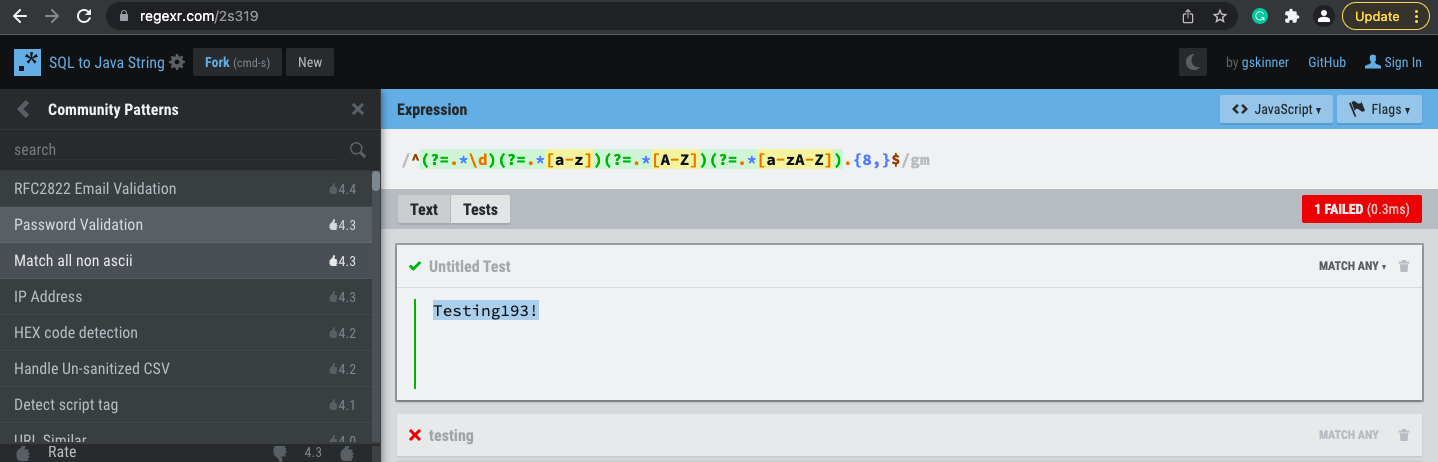 regexr.com/2s319
Update
.*
SQL to Java String
Fork (cmd-s)
New
by gskinner
GitHub
Sign In
Community Patterns
search
RFC2822 Email Validation 4.4
Password Validation 4.3
Match all non ascii 4.3
IP Address 4.3
HEX code detection 4.2
Handle Un-sanitized CSV 4.2
Detect script tag 4.1
URL Similar 4.0
Rate 4.3
Expression
<> JavaScript
Flags
/^(?=.*\d)(?=.*[a-z])(?=.*[A-Z])(?=.*[a-zA-Z]).{8,}$/gm
Text
Tests
1 FAILED (0.3ms)
Untitled Test
MATCH ANY
Testing193!
testing
MATCH ANY